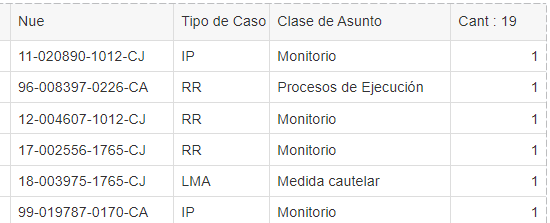 Nue Tipo de Caso Clase de Asunto Cant : 19
11-020890-1012-CJ IP Monitorio 1
96-008397-0226-CA RR Procesos de Ejecución 1
12-004607-1012-CJ RR Monitorio 1
17-002556-1765-CJ RR Monitorio 1
18-003975-1765-CJ LMA Medida cautelar 1
99-019787-0170-CA IP Monitorio 1